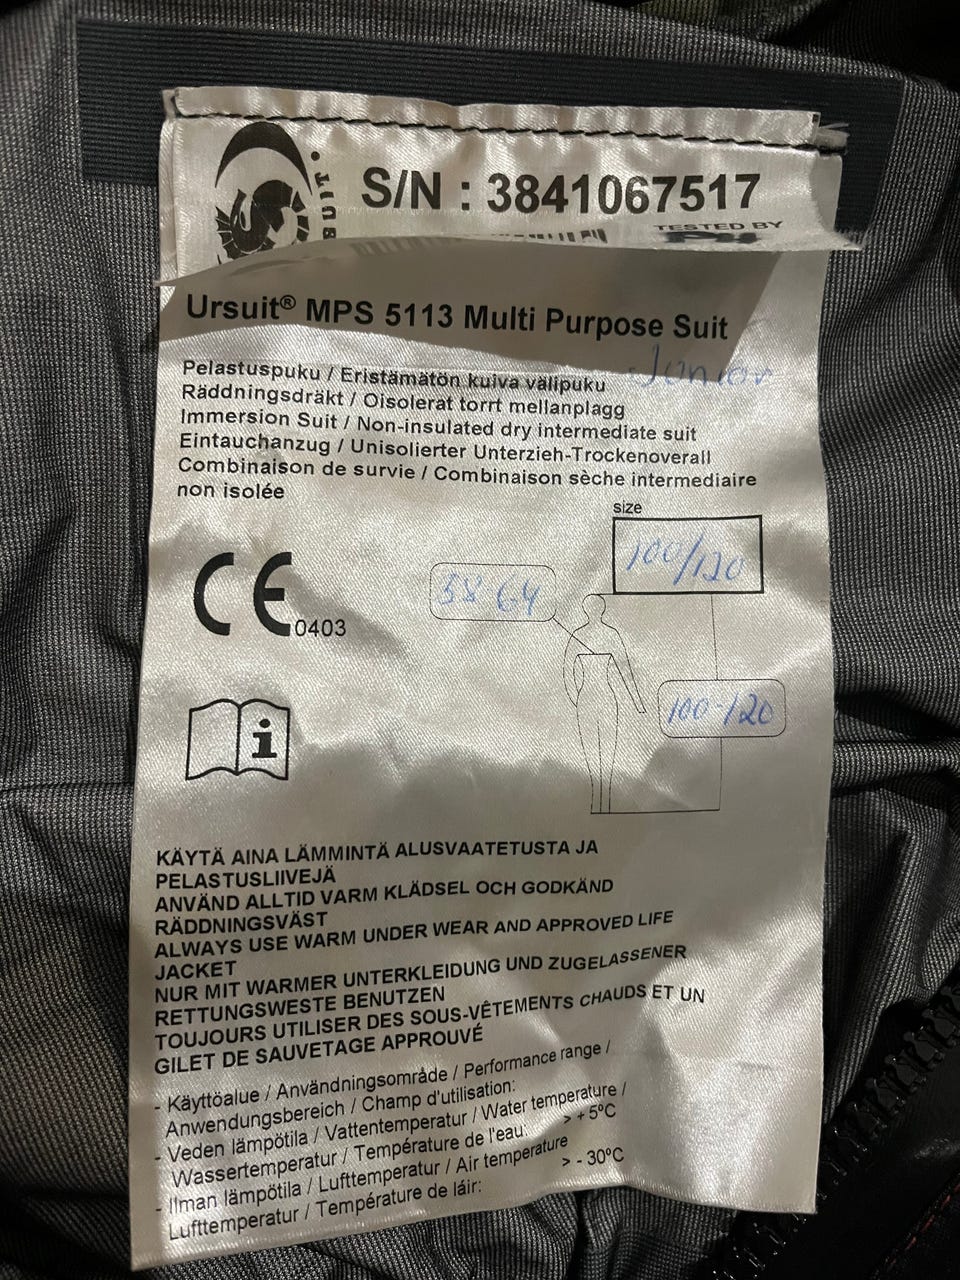 S/N : 3841067517
TESTED BY
Ursuit® MPS 5113 Multi Purpose Suit
Junior
Pelastuspuku / Eristämätön kuiva välipuku
Räddningsdräkt / Oisolerat torrt mellanplagg
Immersion Suit / Non-insulated dry intermediate suit
Eintauchanzug / Unisolierter Unterzieh-Trockenoverall
Combinaison de survie / Combinaison sèche intermediaire
non isolée
size
100/120
58 64
CE 0403
100-120
i
KÄYTÄ AINA LÄMMINTÄ ALUSVAATETUSTA JA
PELASTUSLIIVEJÄ
ANVÄND ALLTID VARM KLÄDSEL OCH GODKÄND
RÄDDNINGSVÄST
ALWAYS USE WARM UNDER WEAR AND APPROVED LIFE
JACKET
NUR MIT WARMER UNTERKLEIDUNG UND ZUGELASSENER
RETTUNGSWESTE BENUTZEN
TOUJOURS UTILISER DES SOUS-VÊTEMENTS CHAUDS ET UN
GILET DE SAUVETAGE APPROUVÉ
- Käyttöalue / Användningsområde / Performance range /
Anwendungsbereich / Champ d'utilisation:
- Veden lämpötila / Vattentemperatur / Water temperature /
Wassertemperatur / Température de l'eau: > + 5ºC
- Ilman lämpötila / Lufttemperatur / Air temperature
Lufttemperatur / Température de láir: > - 30ºC